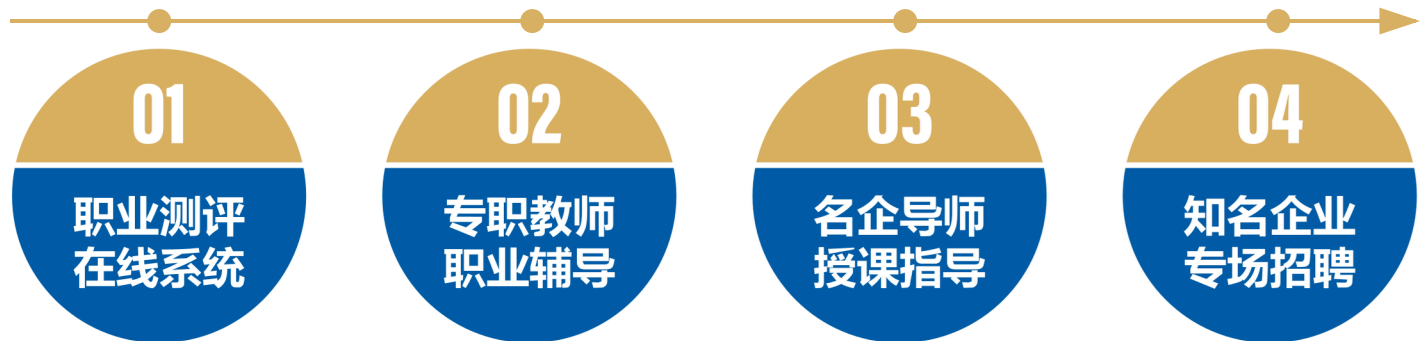 01
职业测评
在线系统
02
专职教师
职业辅导
03
名企导师
授课指导
04
知名企业
专场招聘